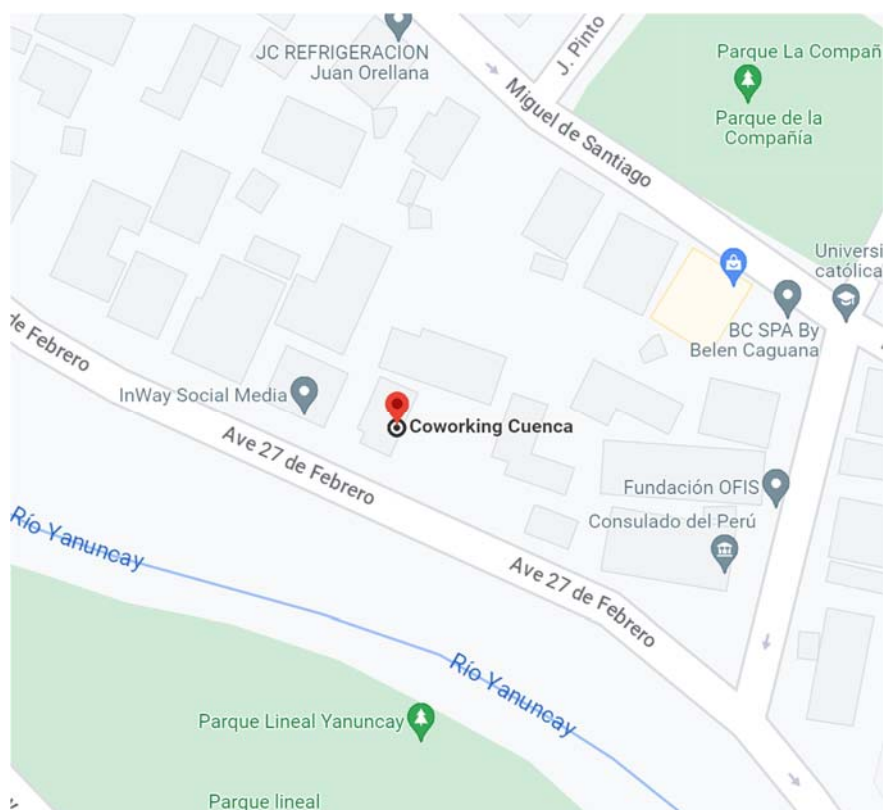 JC REFRIGERACION
Juan Orellana
J. Pinto
Parque La Compañ
Parque de la
Compañía
Miguel de Santiago
Universi
católica
BC SPA By
Belen Caguana
de Febrero
InWay Social Media
Coworking Cuenca
Ave 27 de Febrero
Fundación OFIS
Consulado del Perú
Río Yanuncay
Ave 27 de Febrero
Río Yanuncay
Parque Lineal Yanuncay
Parque lineal